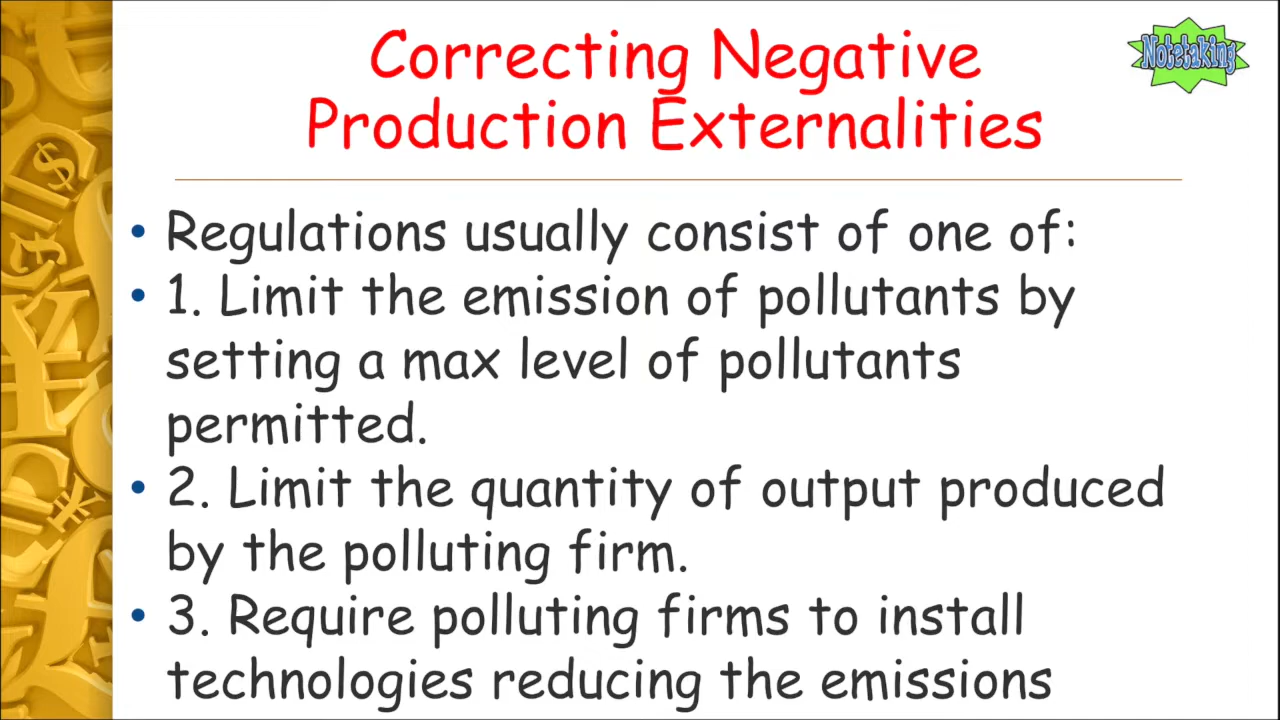 Correcting Negative
Production Externalities
Notetaking
• Regulations usually consist of one of:
• 1. Limit the emission of pollutants by
setting a max level of pollutants
permitted.
• 2. Limit the quantity of output produced
by the polluting firm.
• 3. Require polluting firms to install
technologies reducing the emissions